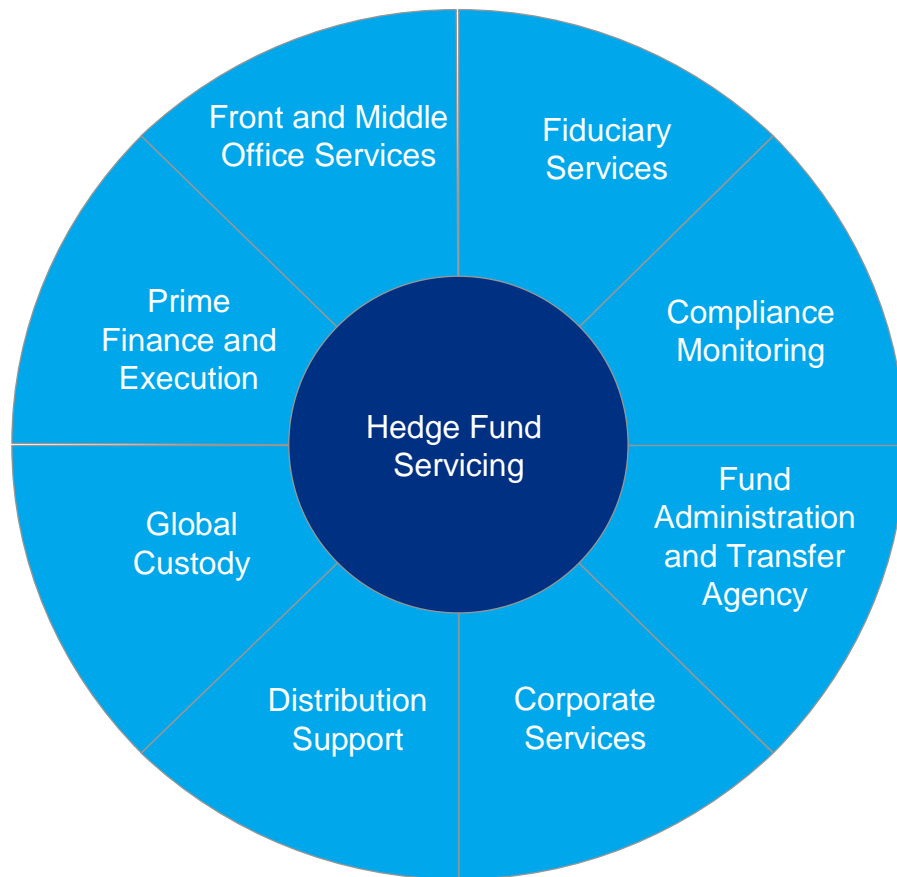 Front and Middle
Office Services
Fiduciary
Services
Compliance
Monitoring
Fund
Administration
and Transfer
Agency
Corporate
Services
Distribution
Support
Global
Custody
Prime
Finance and
Execution
Hedge Fund
Servicing